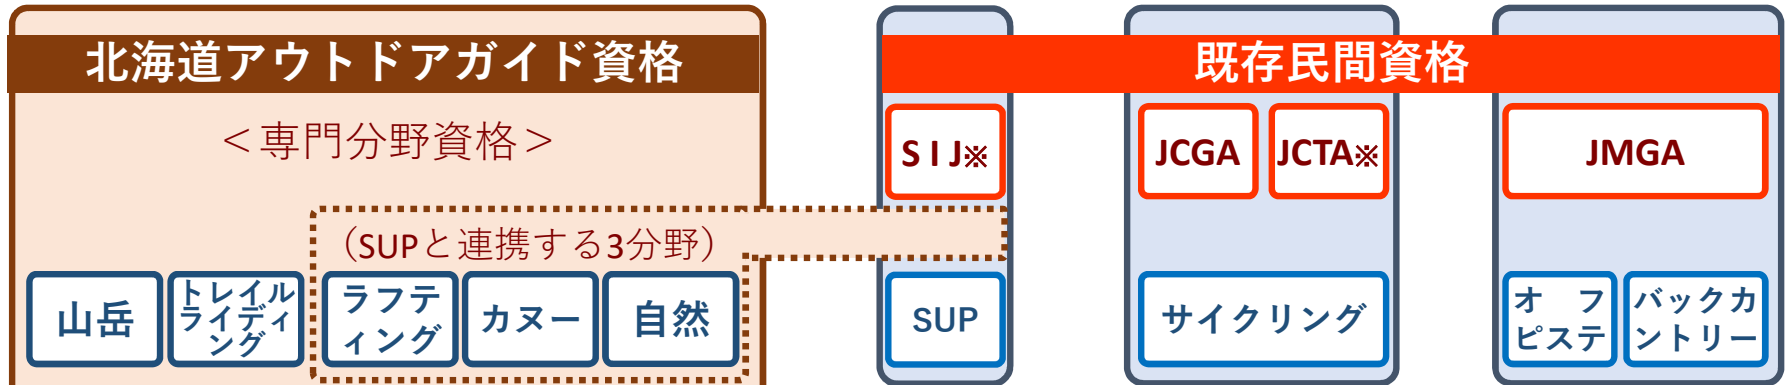 北海道アウトドアガイド資格
既存民間資格
＜専門分野資格＞
SIJ※
JCGA
JCTA※
JMGA
（SUPと連携する3分野）
山岳
トレイル
ライディ
ング
ラフテ
ィング
カヌー
自然
SUP
サイクリング
オフ
ピステ
バックカ
ントリー